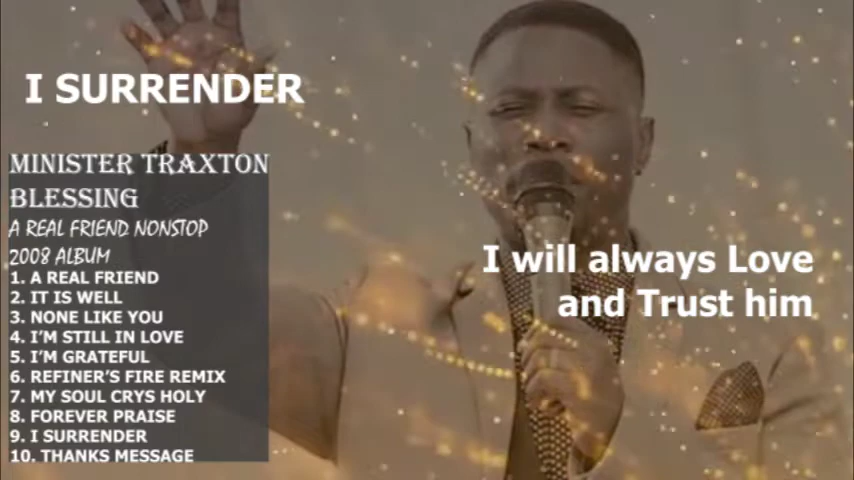 I SURRENDER
MINISTER TRAXTON
BLESSING
A REAL FRIEND NONSTOP
2008 ALBUM
1. A REAL FRIEND
2. IT IS WELL
3. NONE LIKE YOU
4. I'M STILL IN LOVE
5. I'M GRATEFUL
6. REFINER'S FIRE REMIX
7. MY SOUL CRYS HOLY
8. FOREVER PRAISE
9. I SURRENDER
10. THANKS MESSAGE
I will always Love
and Trust him